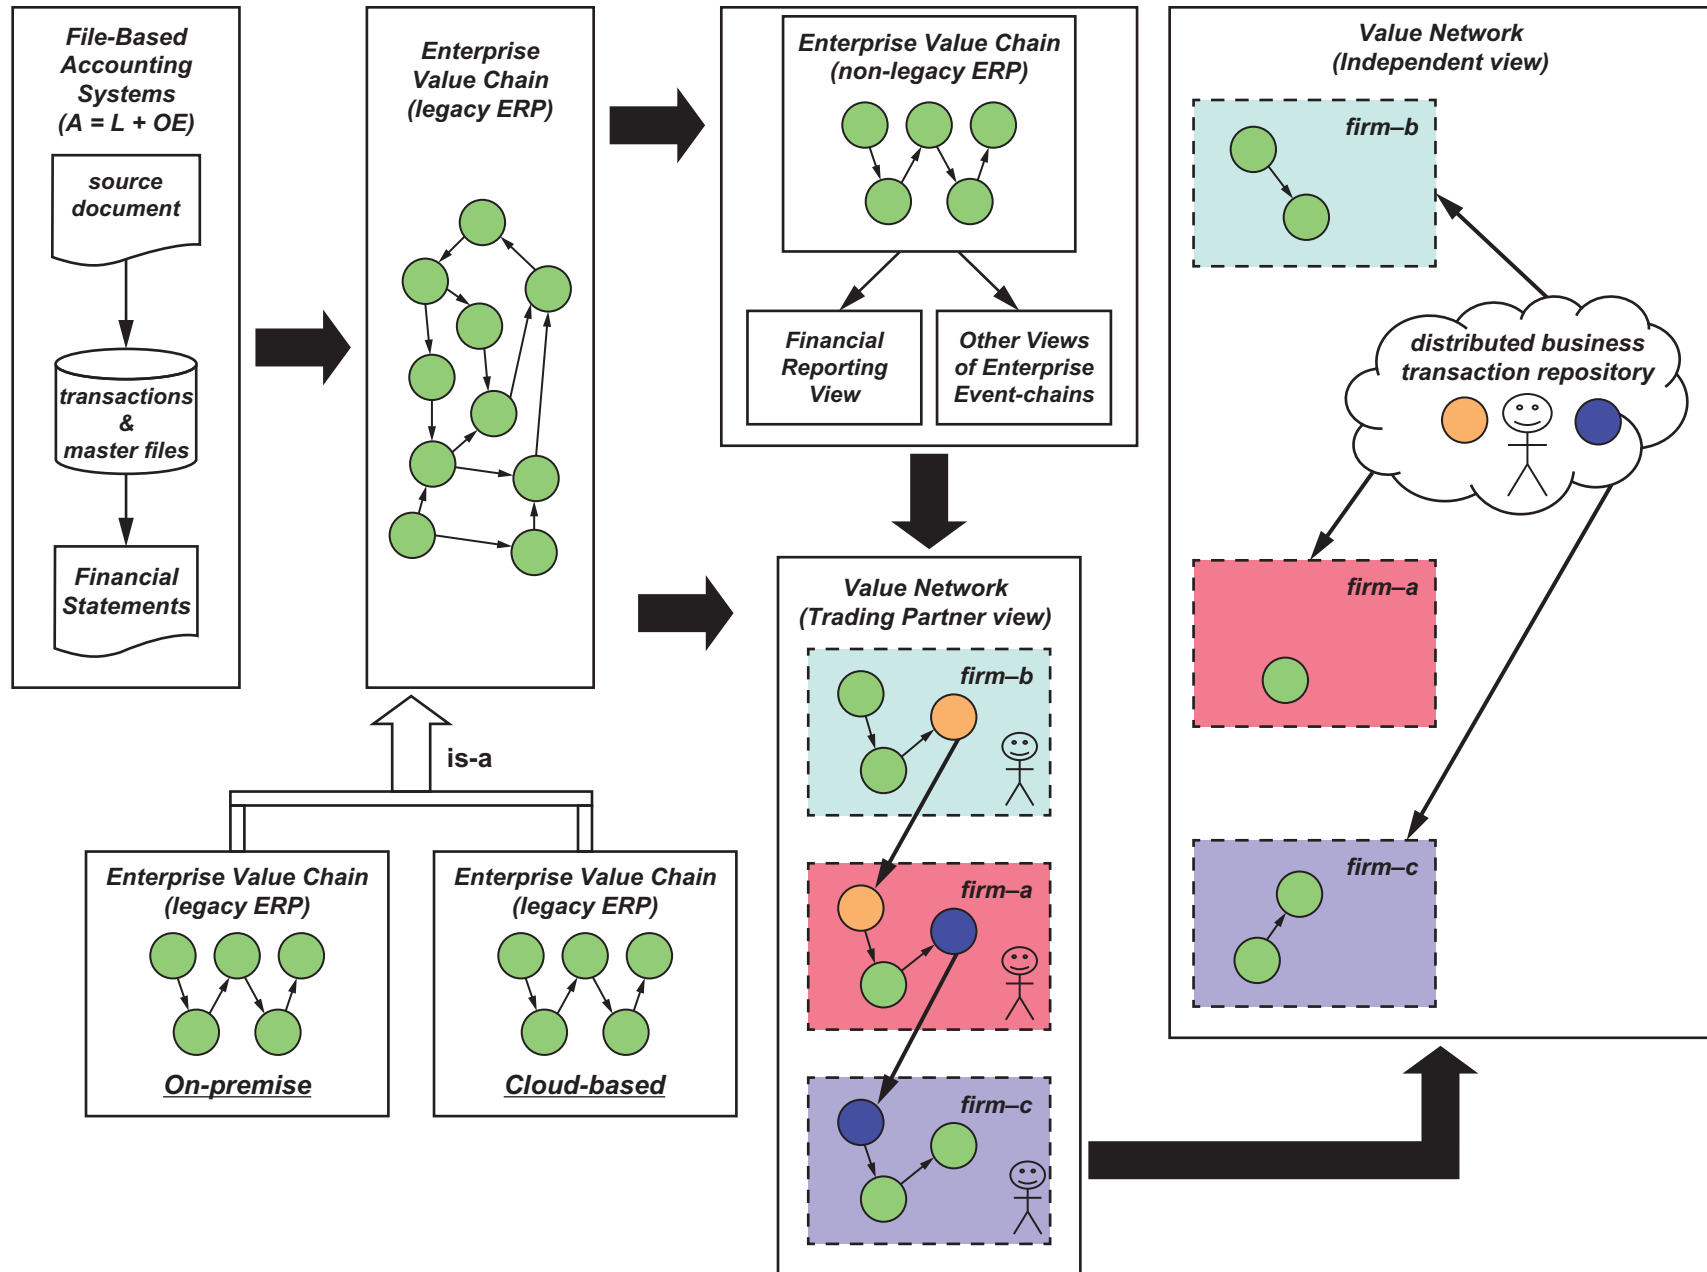 File-Based
Accounting
Systems
(A = L + OE)
source
document
transactions
&
master files
Financial
Statements
Enterprise
Value Chain
(legacy ERP)
Enterprise Value Chain
(non-legacy ERP)
Financial
Reporting
View
Other Views
of Enterprise
Event-chains
Value Network
(Independent view)
firm–b
distributed business
transaction repository
firm–a
firm–c
Value Network
(Trading Partner view)
firm–b
firm–a
firm–c
is-a
Enterprise Value Chain
(legacy ERP)
On-premise
Enterprise Value Chain
(legacy ERP)
Cloud-based